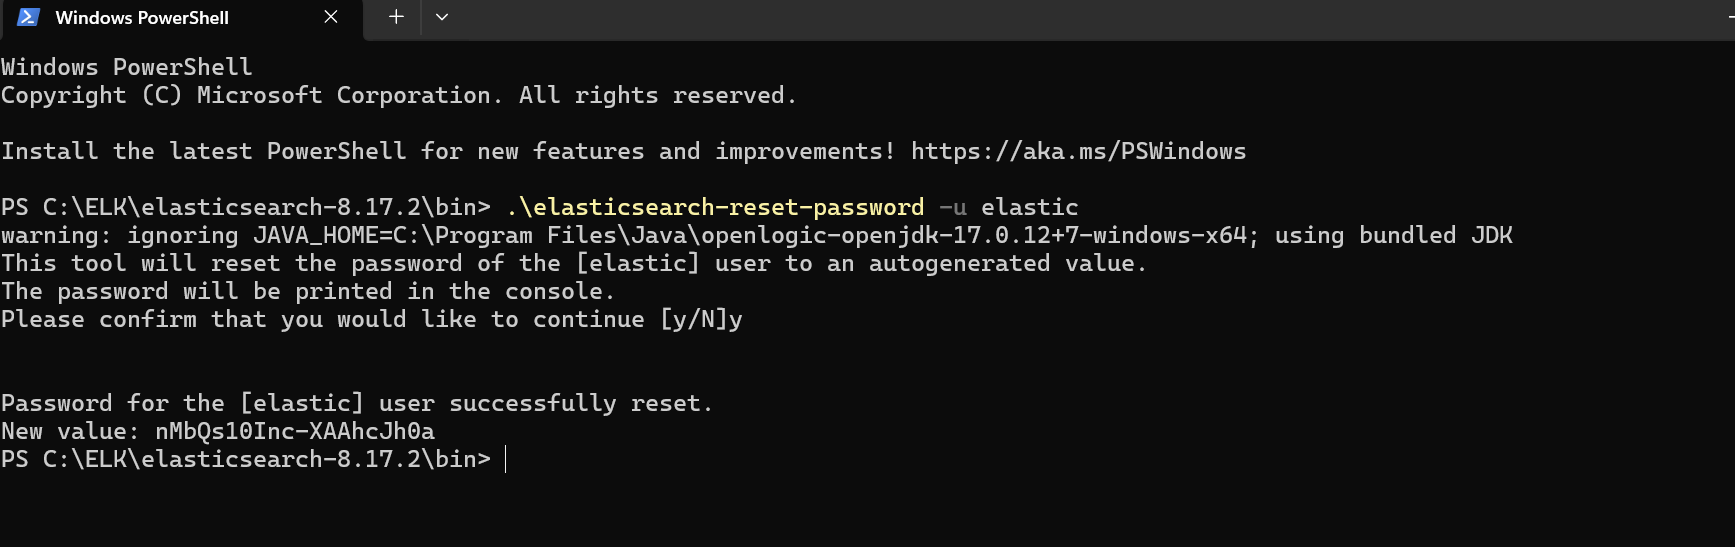 Windows PowerShell
Windows PowerShell
Copyright (C) Microsoft Corporation. All rights reserved.
Install the latest PowerShell for new features and improvements! https://aka.ms/PSWindows
PS C:\ELK\elasticsearch-8.17.2\bin> .\elasticsearch-reset-password -u elastic
warning: ignoring JAVA_HOME=C:\Program Files\Java\openlogic-openjdk-17.0.12+7-windows-x64; using bundled JDK
This tool will reset the password of the [elastic] user to an autogenerated value.
The password will be printed in the console.
Please confirm that you would like to continue [y/N]y
Password for the [elastic] user successfully reset.
New value: nMbQs10Inc-XAAhcJh0a
PS C:\ELK\elasticsearch-8.17.2\bin>